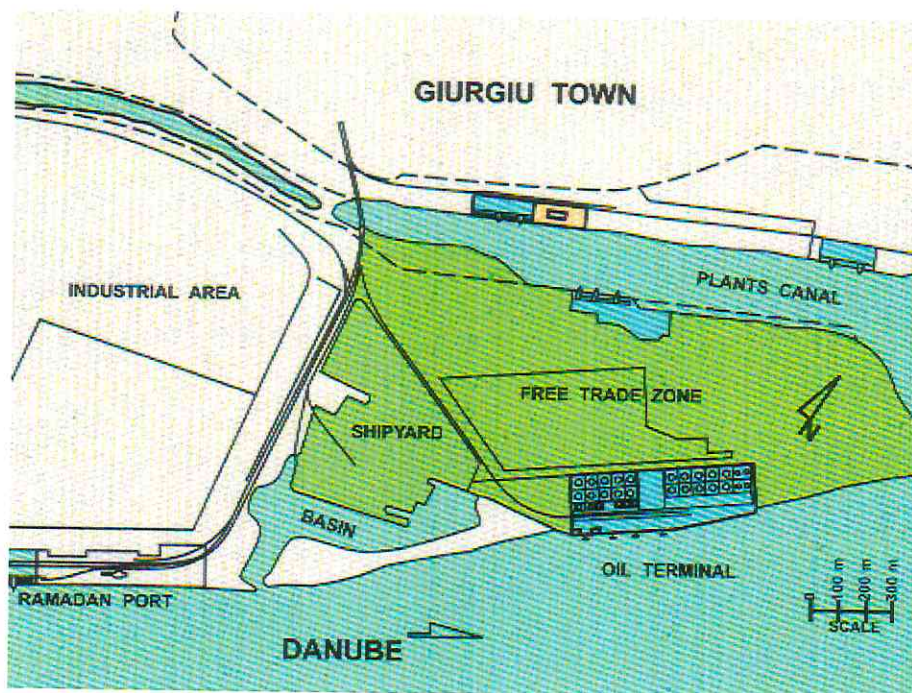 GIURGIU TOWN
PLANTS CANAL
INDUSTRIAL AREA
FREE TRADE ZONE
SHIPYARD
BASIN
OIL TERMINAL
RAMADAN PORT
DANUBE
N
0
100 m
200 m
300 m
SCALE